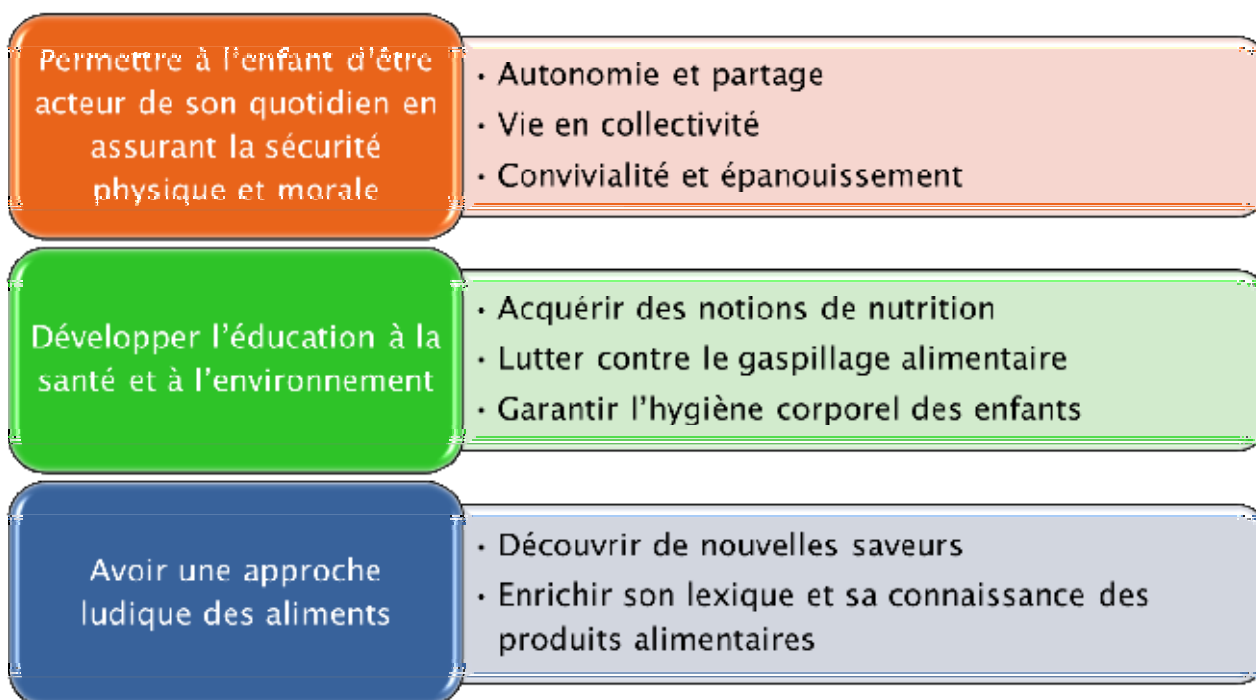 Permettre à l'enfant d'être
acteur de son quotidien en
assurant la sécurité
physique et morale
• Autonomie et partage
• Vie en collectivité
• Convivialité et épanouissement
Développer l'éducation à la
santé et à l'environnement
• Acquérir des notions de nutrition
• Lutter contre le gaspillage alimentaire
• Garantir l'hygiène corporel des enfants
Avoir une approche
ludique des aliments
• Découvrir de nouvelles saveurs
• Enrichir son lexique et sa connaissance des
produits alimentaires